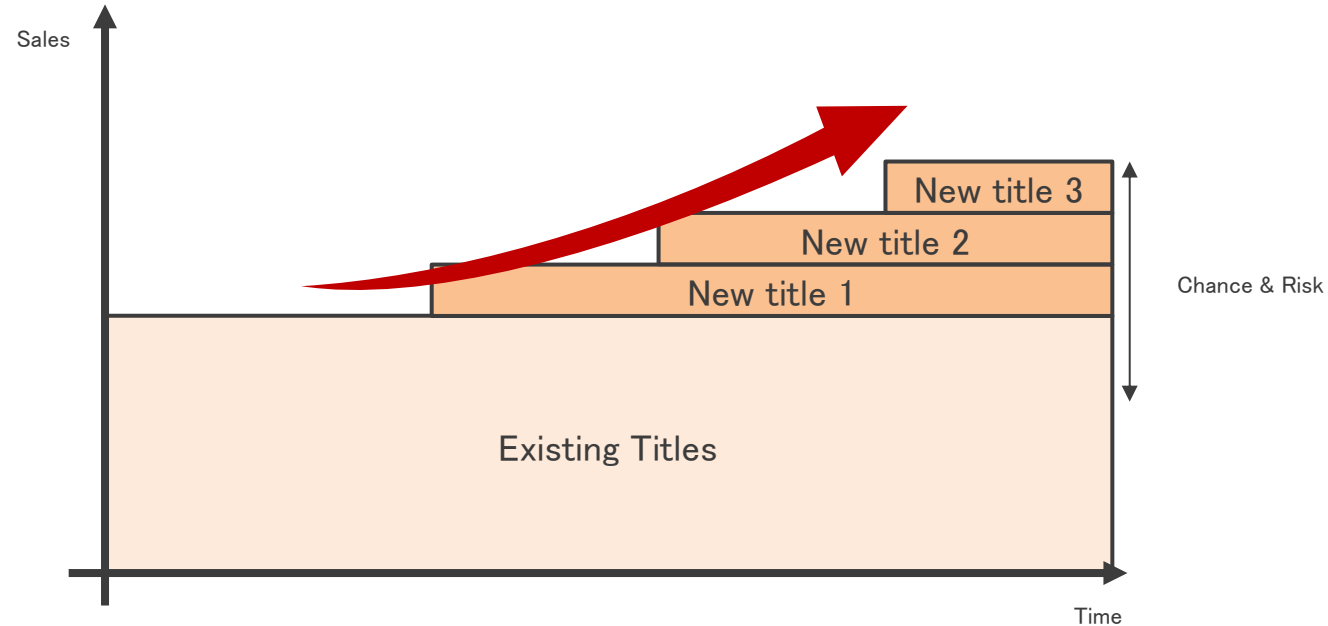 Sales
New title 3
New title 2
New title 1
Chance & Risk
Existing Titles
Time